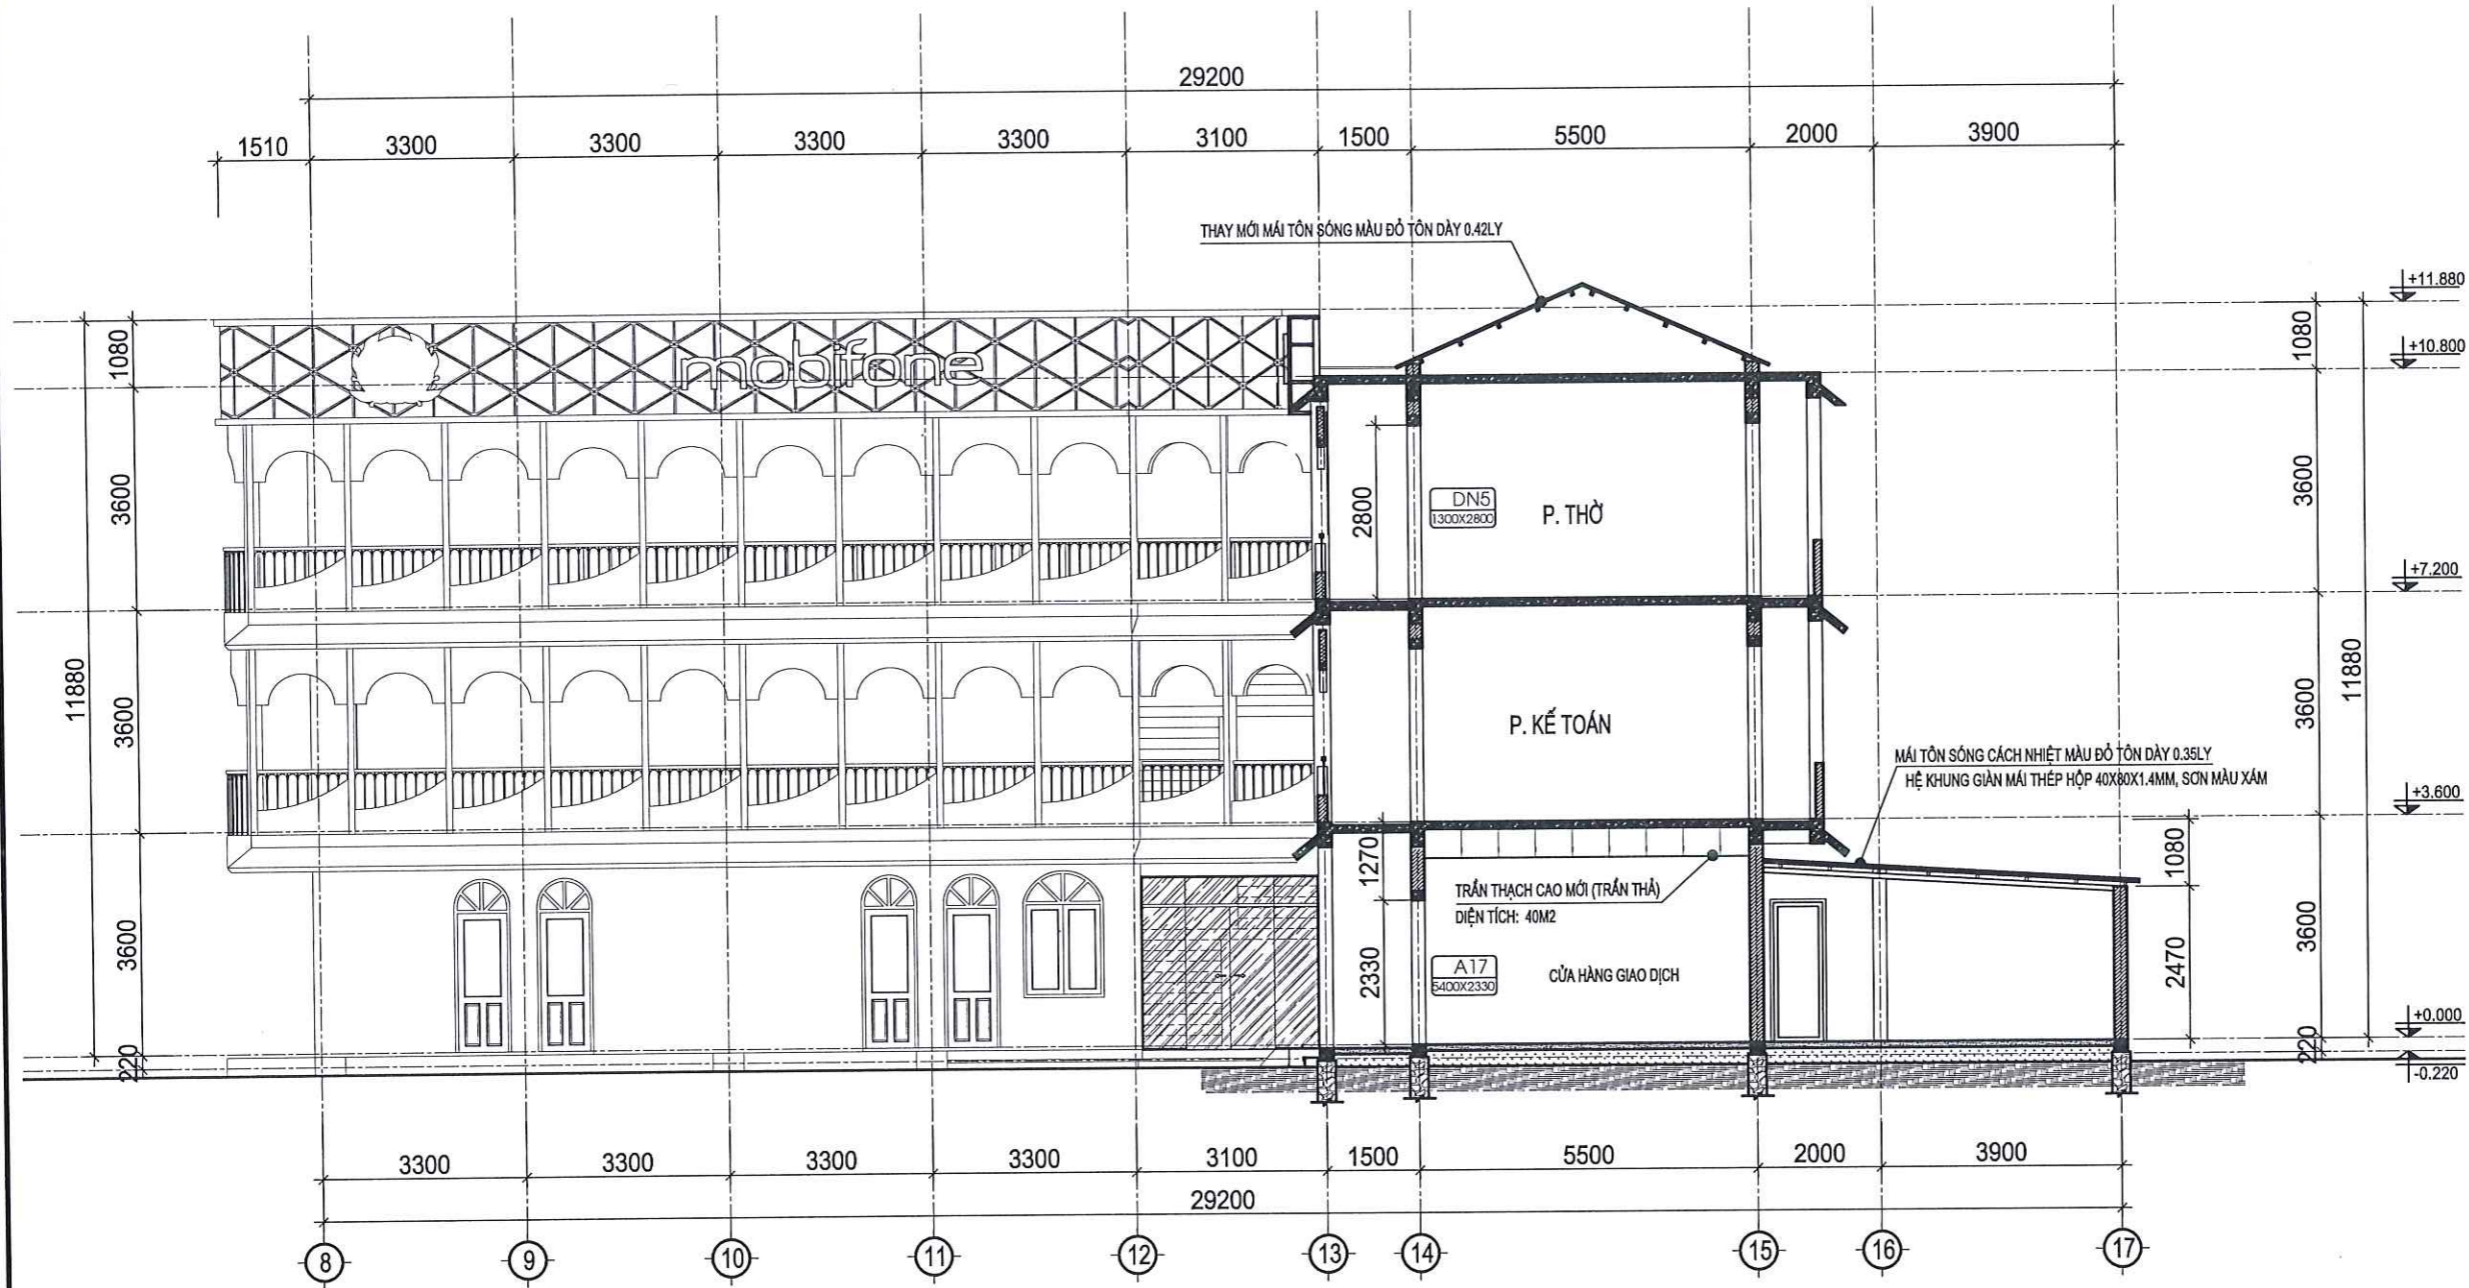 29200
1510 3300 3300 3300 3300 3100 1500 5500 2000 3900
THAY MỚI MÁI TÔN SÓNG MÀU ĐỎ TÔN DÀY 0.42LY
+11.880
1080 mobifone 1080
+10.800
3600 2800 DN5 P. THỜ 3600
1300X2800
+7.200
11880 3600 P. KẾ TOÁN 3600 11880
MÁI TÔN SÓNG CÁCH NHIỆT MÀU ĐỎ TÔN DÀY 0.35LY
HỆ KHUNG GIÀN MÁI THÉP HỘP 40X80X1.4MM, SƠN MÀU XÁM
+3.600
1270 1080
TRẦN THẠCH CAO MỚI (TRẦN THẢ)
DIỆN TÍCH: 40M2
3600 2330 A17 CỬA HÀNG GIAO DỊCH 2470 3600
5400X2330
+0.000
220 220
-0.220
3300 3300 3300 3300 3100 1500 5500 2000 3900
29200
8 9 10 11 12 13 14 15 16 17